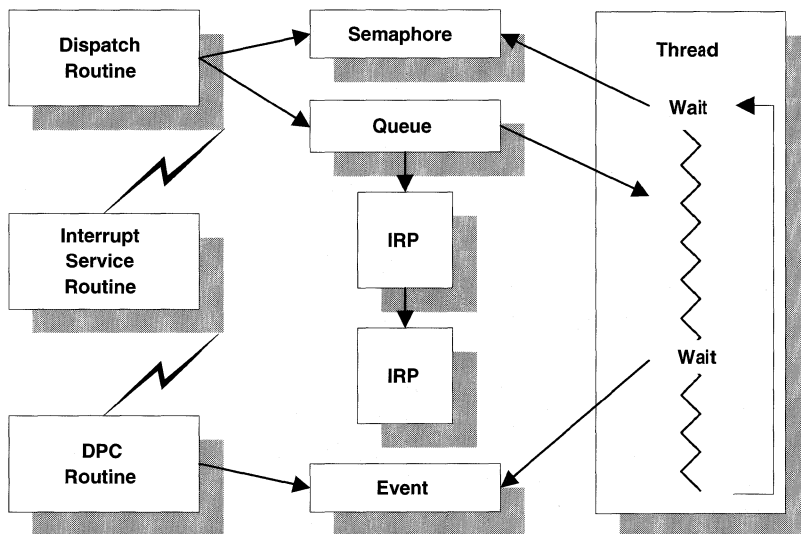 Dispatch
Routine
Semaphore
Thread
Wait
Queue
Interrupt
Service
Routine
IRP
IRP
Wait
DPC
Routine
Event